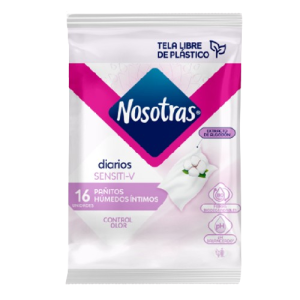 TELA LIBRE
DE PLÁSTICO
Nosotras®
diarios
SENSITI-V
16
PAÑITOS
HÚMEDOS ÍNTIMOS
CONTROL
OLOR